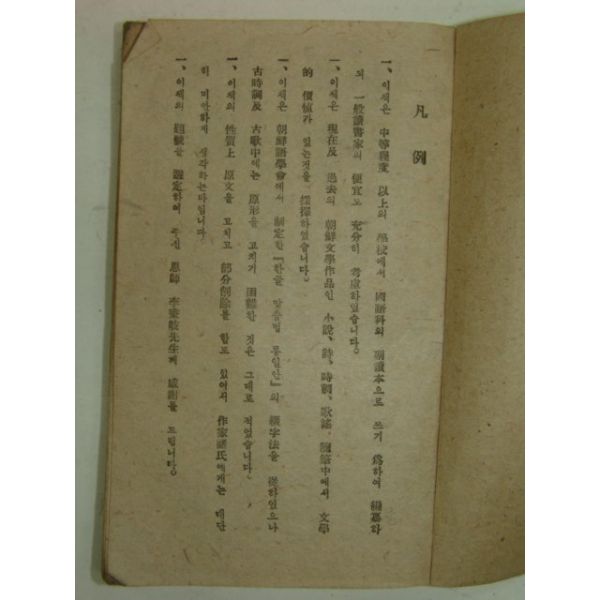 凡例
一、이책은 中等程度 以上의 學校에서 國語科의 副讀本으로 쓰기 爲하여 編纂하
되 一般讀書家의 便宜도 充分히 考慮하였습니다。
一、이책은 現在及 過去의 朝鮮文學作品인 小說、詩、時調、歌謠、隨筆中에서 文學
的 價値가 있는것을 採擇하였습니다。
一、이책은 朝鮮語學會에서 制定한『한글 맞춤법 통일안』의 綴字法을 從하였으나
古時調及 古歌中에는 原形을 고치기 困難한 것은 그대로 적었습니다。
一、이책의 性質上 原文을 고치고 部分削除를 함도 있어서 作家諸氏에게는 대단
히 미안하게 생각하는바입니다。
一、이책의 題號를 選定하여 주신 恩師 李 先生께 感謝를 드립니다。